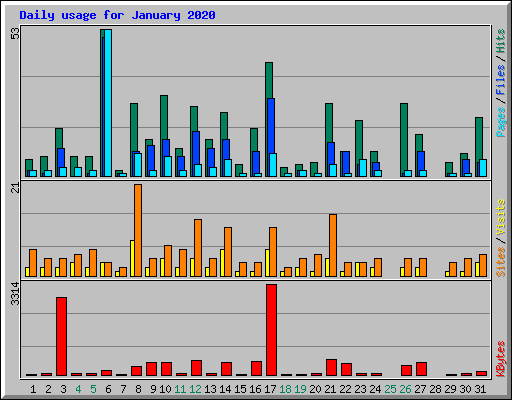 Daily usage for January 2020
53
Pages / Files / Hits
21
Sites / Visits
3314
KBytes
1 2 3 4 5 6 7 8 9 10 11 12 13 14 15 16 17 18 19 20 21 22 23 24 25 26 27 28 29 30 31